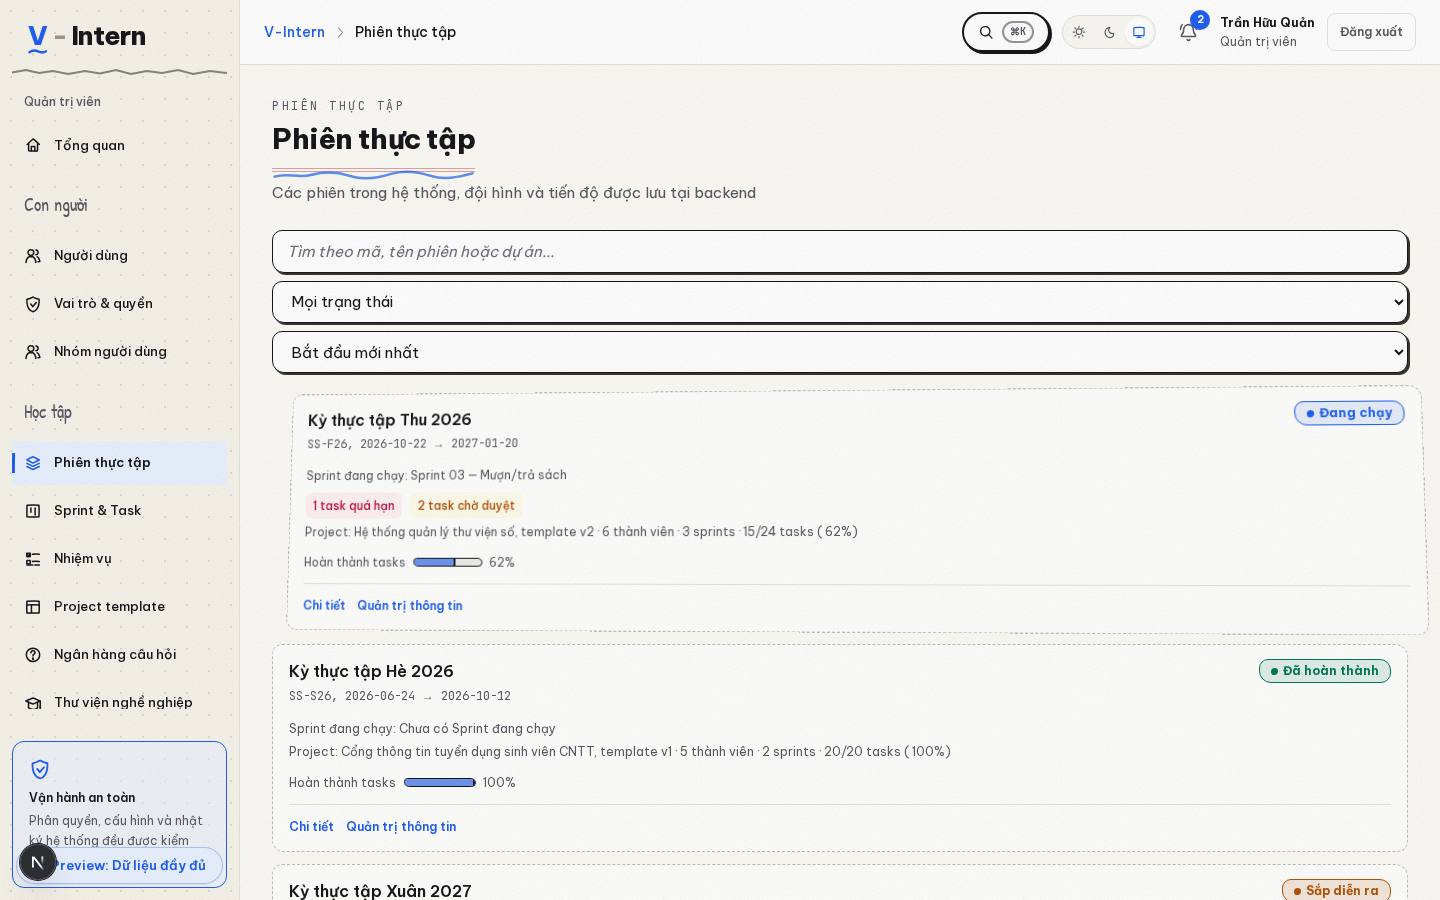 V - Intern
Quản trị viên
Tổng quan
Con người
Người dùng
Vai trò & quyền
Nhóm người dùng
Học tập
Phiên thực tập
Sprint & Task
Nhiệm vụ
Project template
Ngân hàng câu hỏi
Thư viện nghề nghiệp
Vận hành an toàn
Phân quyền, cấu hình và nhật
ký hệ thống đều được kiểm
Preview: Dữ liệu đầy đủ
N
V-Intern > Phiên thực tập
⌘K
2
Trần Hữu Quản
Quản trị viên
Đăng xuất
PHIÊN THỰC TẬP
Phiên thực tập
Các phiên trong hệ thống, đội hình và tiến độ được lưu tại backend
Tìm theo mã, tên phiên hoặc dự án...
Mọi trạng thái
Bắt đầu mới nhất
Kỳ thực tập Thu 2026
Đang chạy
SS-F26, 2026-10-22 → 2027-01-20
Sprint đang chạy: Sprint 03 — Mượn/trả sách
1 task quá hạn 2 task chờ duyệt
Project: Hệ thống quản lý thư viện số, template v2 · 6 thành viên · 3 sprints · 15/24 tasks (62%)
Hoàn thành tasks 62%
Chi tiết Quản trị thông tin
Kỳ thực tập Hè 2026
Đã hoàn thành
SS-S26, 2026-06-24 → 2026-10-12
Sprint đang chạy: Chưa có Sprint đang chạy
Project: Cổng thông tin tuyển dụng sinh viên CNTT, template v1 · 5 thành viên · 2 sprints · 20/20 tasks (100%)
Hoàn thành tasks 100%
Chi tiết Quản trị thông tin
Kỳ thực tập Xuân 2027
Sắp diễn ra